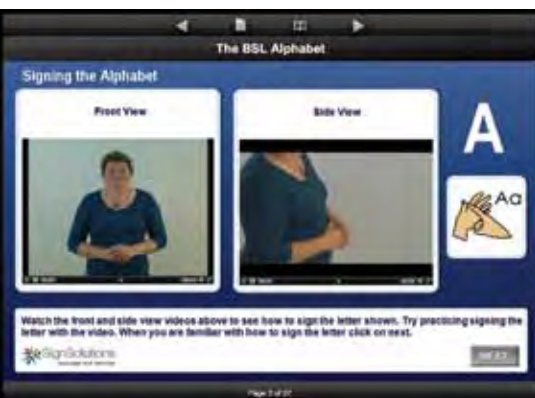 The BSL Alphabet
Signing the Alphabet
Front View
Side View
A
Aa
Watch the front and side view videos above to see how to sign the letter shown. Try practicing signing the
letter with the video. When you are familiar with how to sign the letter click on next.
SignSolutions
NEXT